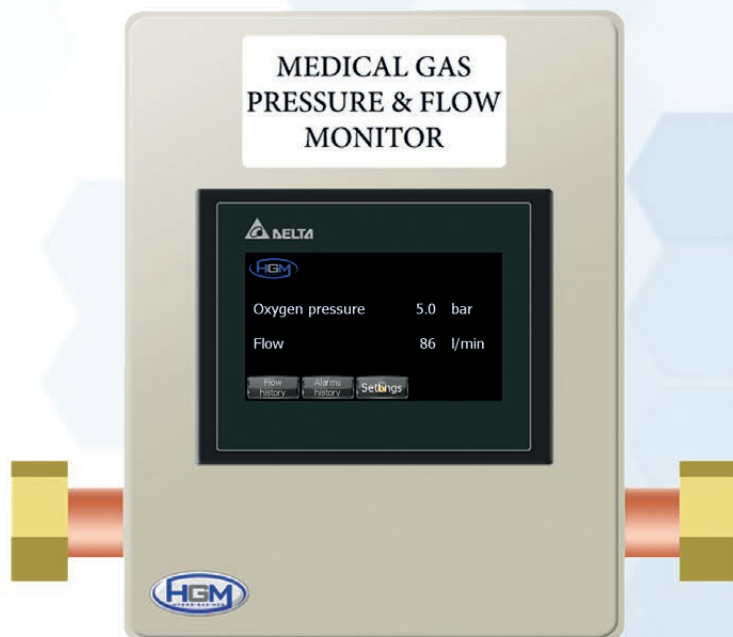 MEDICAL GAS
PRESSURE & FLOW
MONITOR
DELTA
HGM
Oxygen pressure 5.0 bar
Flow 86 l/min
Flow history
Alarms history
Settings
HGM